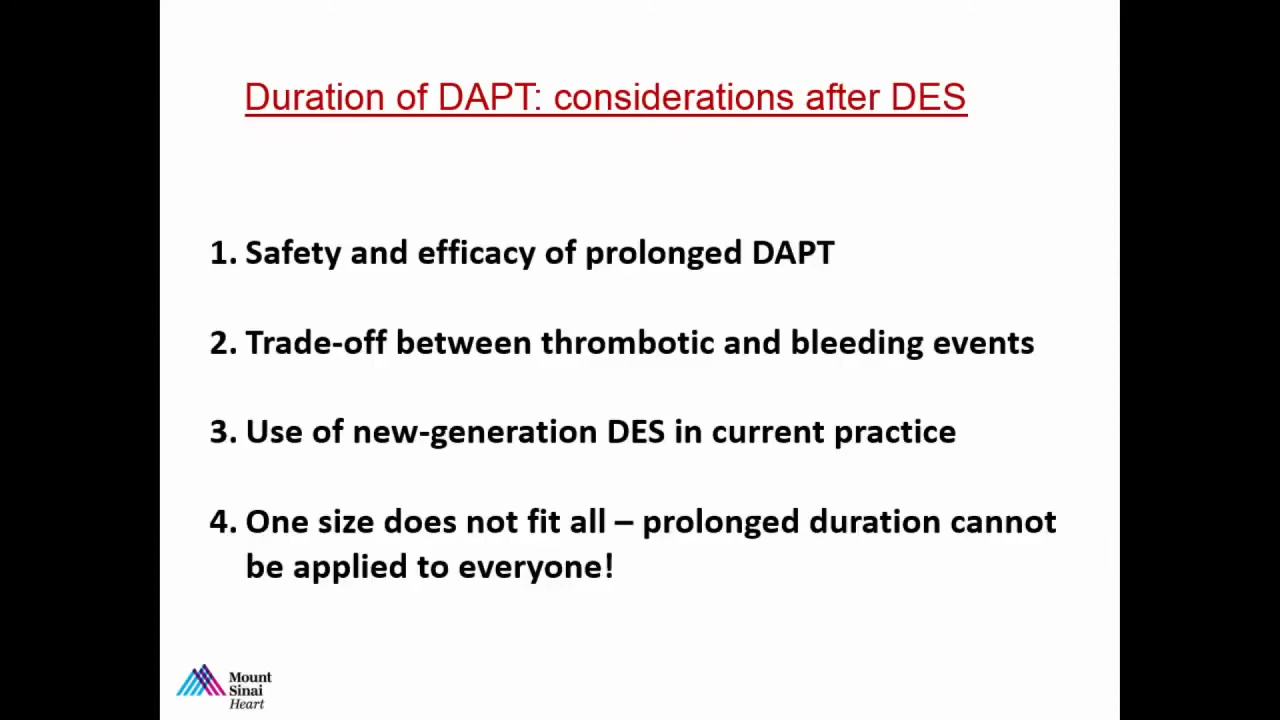 Duration of DAPT: considerations after DES
1. Safety and efficacy of prolonged DAPT
2. Trade-off between thrombotic and bleeding events
3. Use of new-generation DES in current practice
4. One size does not fit all – prolonged duration cannot
be applied to everyone!
Mount
Sinai
Heart